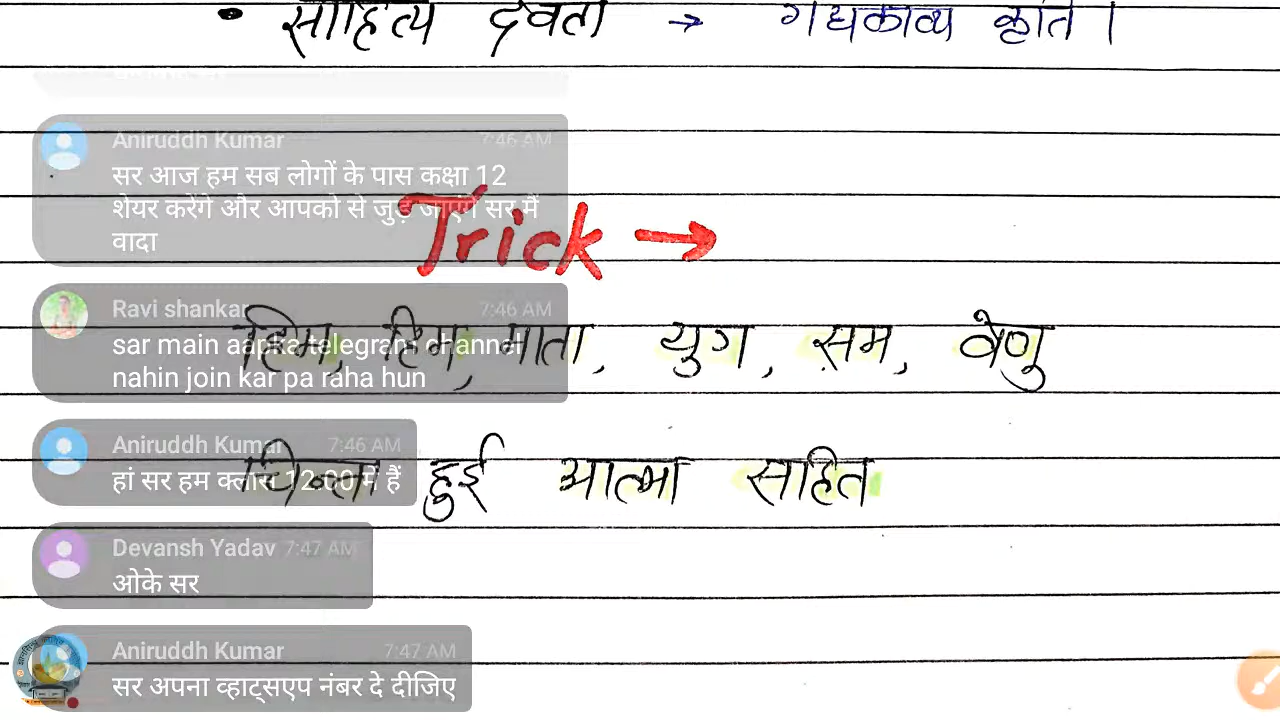 • साहित्य देवता → गद्यकाव्य कृति ।
Aniruddh Kumar 7:46 AM
सर आज हम सब लोगों के पास कक्षा 12
शेयर करेंगे और आपको से जुड़ जाएंगे सर मैं
वादा
Trick →
Ravi shankar 7:46 AM
हिम, हिम, माता, युग, सम, वेणु
sar main aapka telegram channel
nahin join kar pa raha hun
Aniruddh Kumar 7:46 AM
चिन्ता हुई आत्मा सहित
हां सर हम क्लास 12:00 में हैं
Devansh Yadav 7:47 AM
ओके सर
Aniruddh Kumar 7:47 AM
सर अपना व्हाट्सएप नंबर दे दीजिए